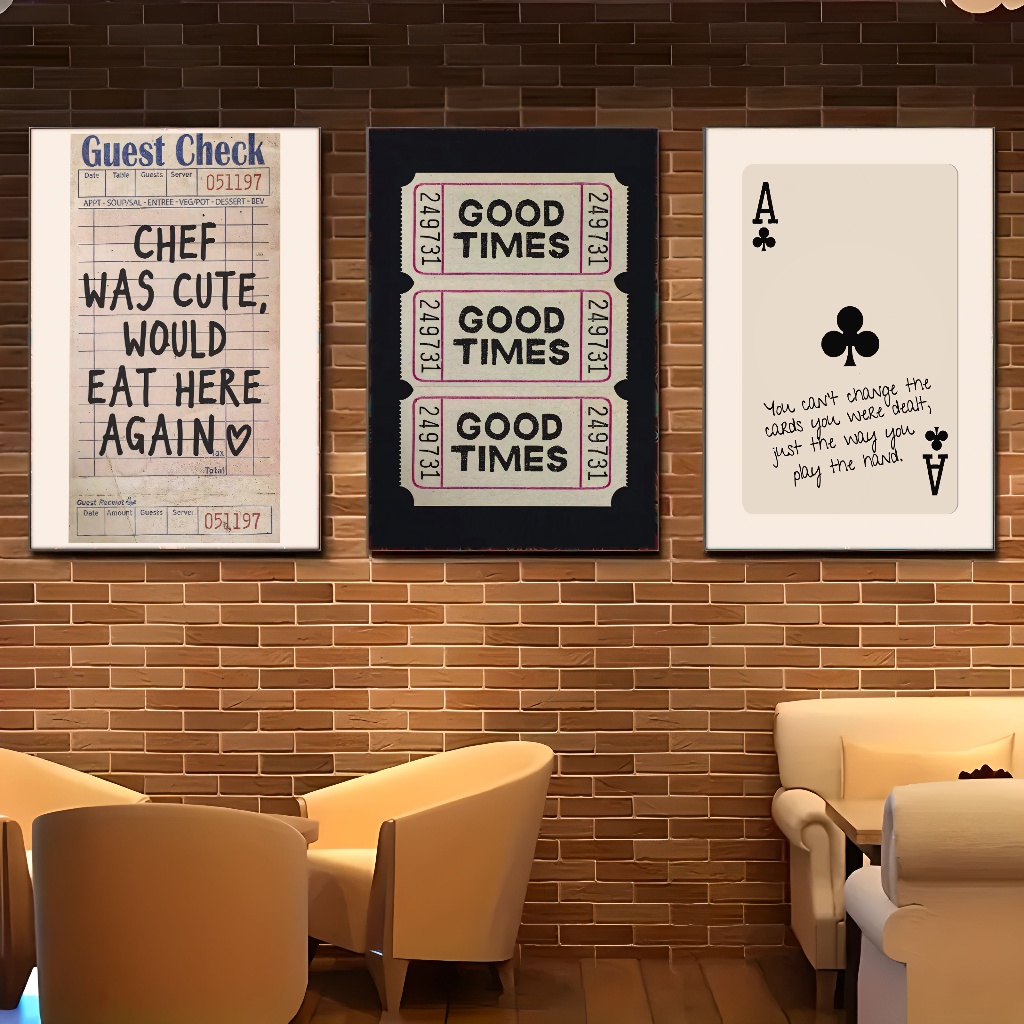 Guest Check
Date Table Guests Server 051197
APPT - SOUP/SAL - ENTREE - VEG/POT - DESSERT - BEV
CHEF
WAS CUTE,
WOULD
EAT HERE
AGAIN♡
Tax
Total
Guest Receipt
Date Amount Guests Server 051197
249731 GOOD TIMES 249731
249731 GOOD TIMES 249731
249731 GOOD TIMES 249731
A
You can't change the
cards you were dealt,
just the way you
play the hand.
A